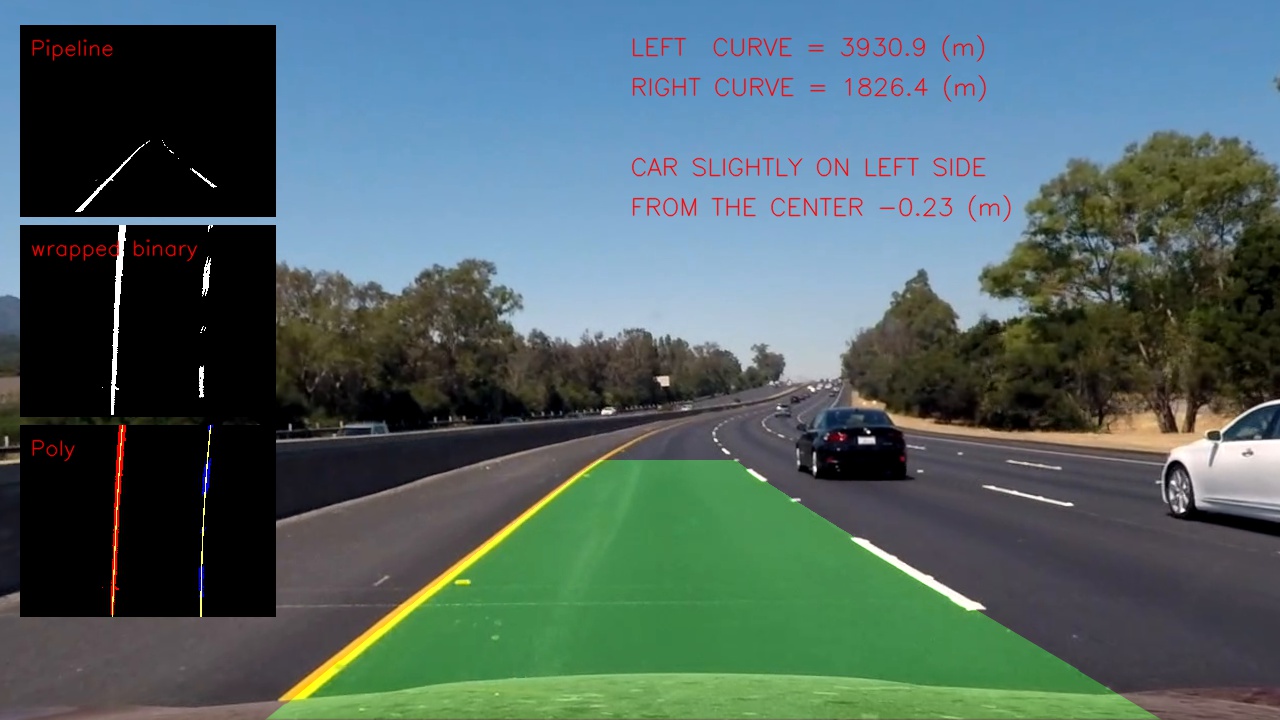 Pipeline
wrapped binary
Poly
LEFT CURVE = 3930.9 (m)
RIGHT CURVE = 1826.4 (m)
CAR SLIGHTLY ON LEFT SIDE
FROM THE CENTER -0.23 (m)